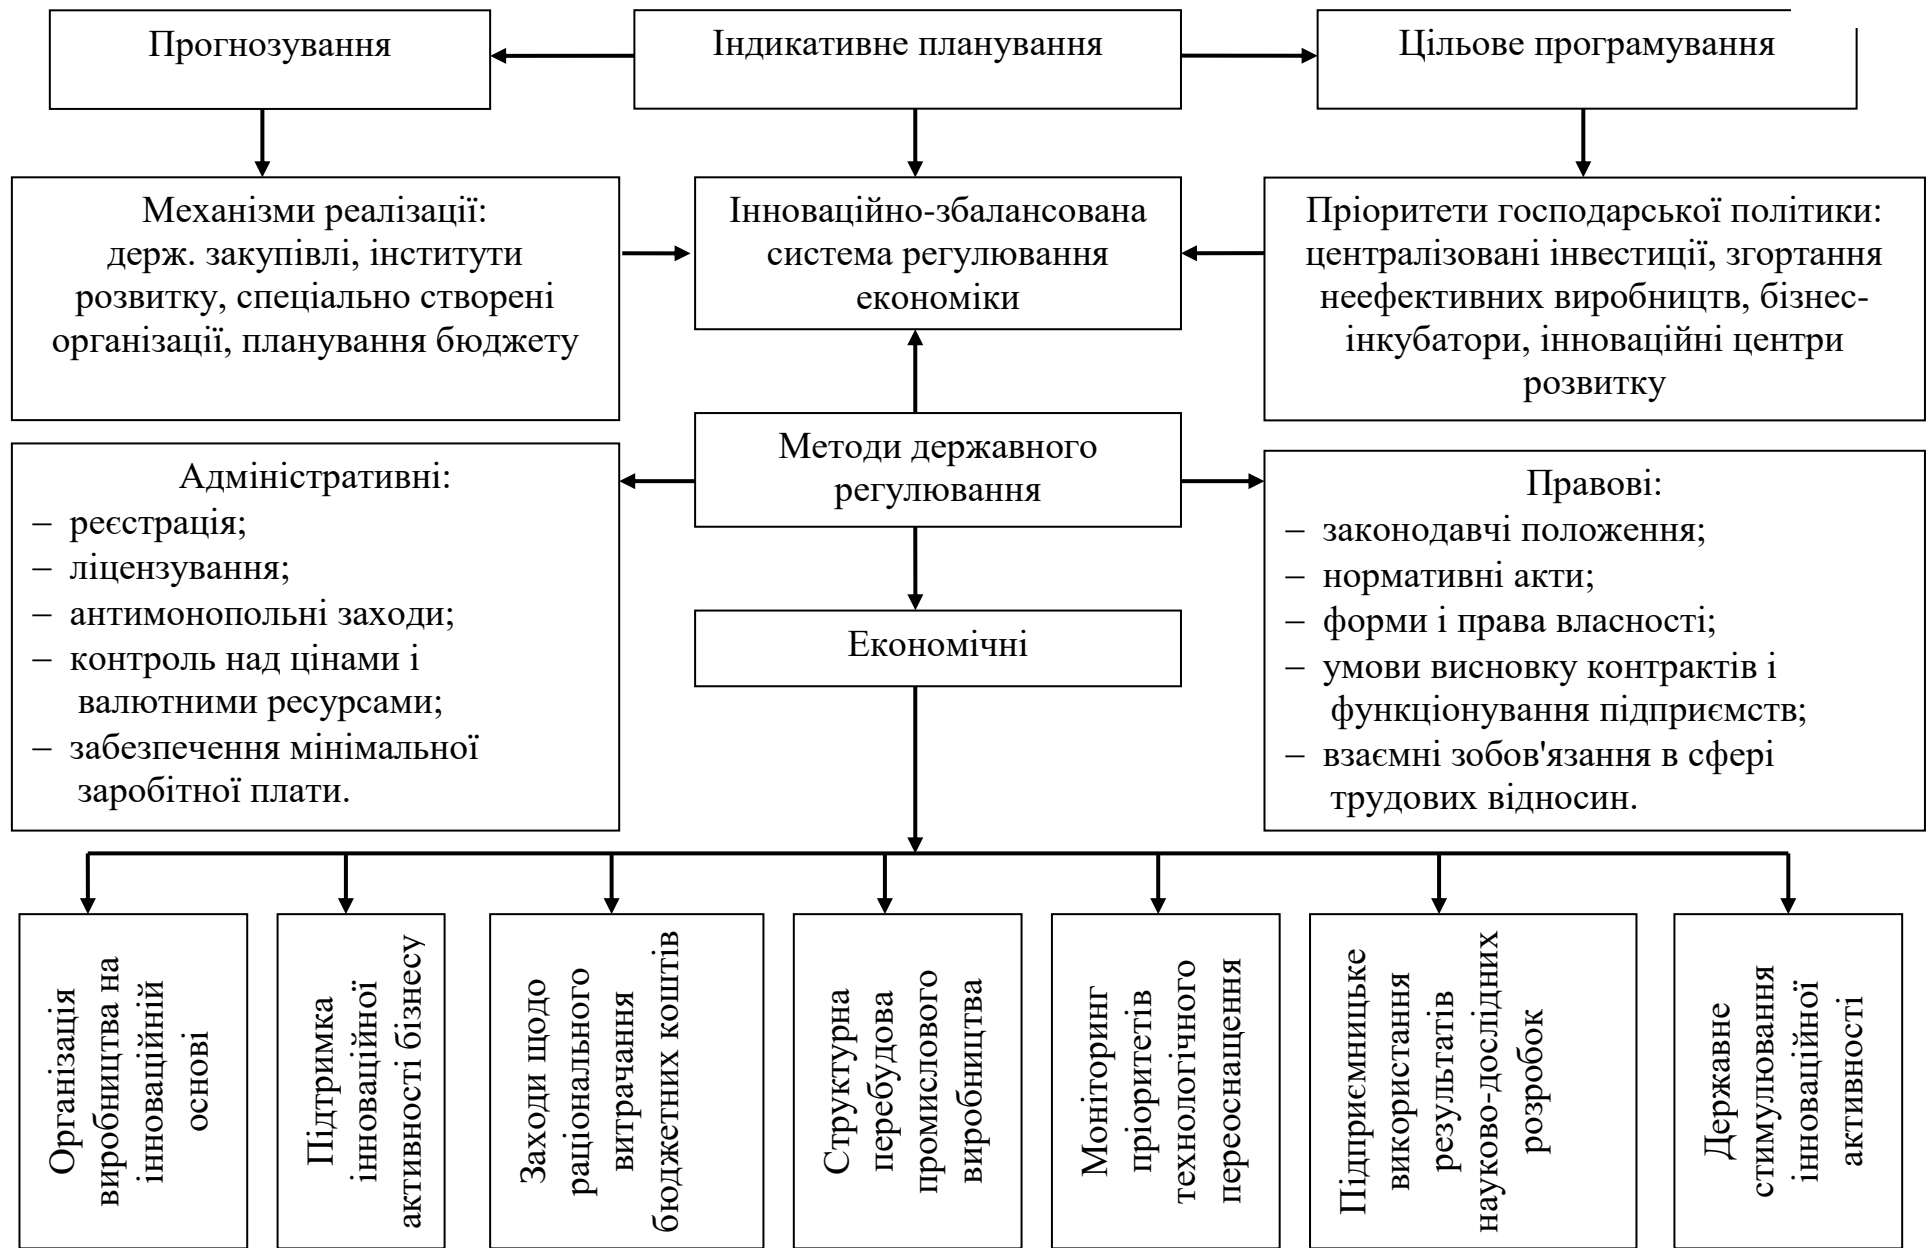 Прогнозування
Індикативне планування
Цільове програмування
Механізми реалізації:
держ. закупівлі, інститути
розвитку, спеціально створені
організації, планування бюджету
Інноваційно-збалансована
система регулювання
економіки
Пріоритети господарської політики:
централізовані інвестиції, згортання
неефективних виробництв, бізнес-
інкубатори, інноваційні центри
розвитку
Методи державного
регулювання
Адміністративні:
– реєстрація;
– ліцензування;
– антимонопольні заходи;
– контроль над цінами і
валютними ресурсами;
– забезпечення мінімальної
заробітної плати.
Правові:
– законодавчі положення;
– нормативні акти;
– форми і права власності;
– умови висновку контрактів і
функціонування підприємств;
– взаємні зобов'язання в сфері
трудових відносин.
Економічні
Організація
виробництва на
інноваційній
основі
Підтримка
інноваційної
активності бізнесу
Заходи щодо
раціонального
витрачання
бюджетних коштів
Структурна
перебудова
промислового
виробництва
Моніторинг
пріоритетів
технологічного
переоснащення
Підприємницьке
використання
результатів
науково-дослідних
розробок
Державне
стимулювання
інноваційної
активності